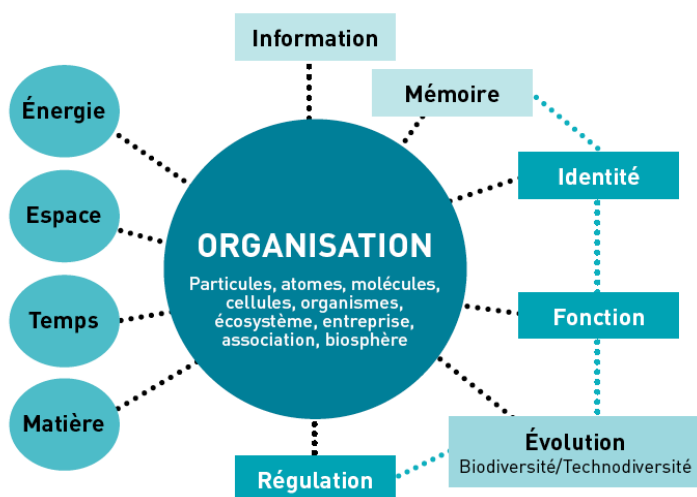 Information
Mémoire
Énergie
Identité
Espace
ORGANISATION
Particules, atomes, molécules,
cellules, organismes,
écosystème, entreprise,
association, biosphère
Temps
Fonction
Matière
Évolution
Biodiversité/Technodiversité
Régulation